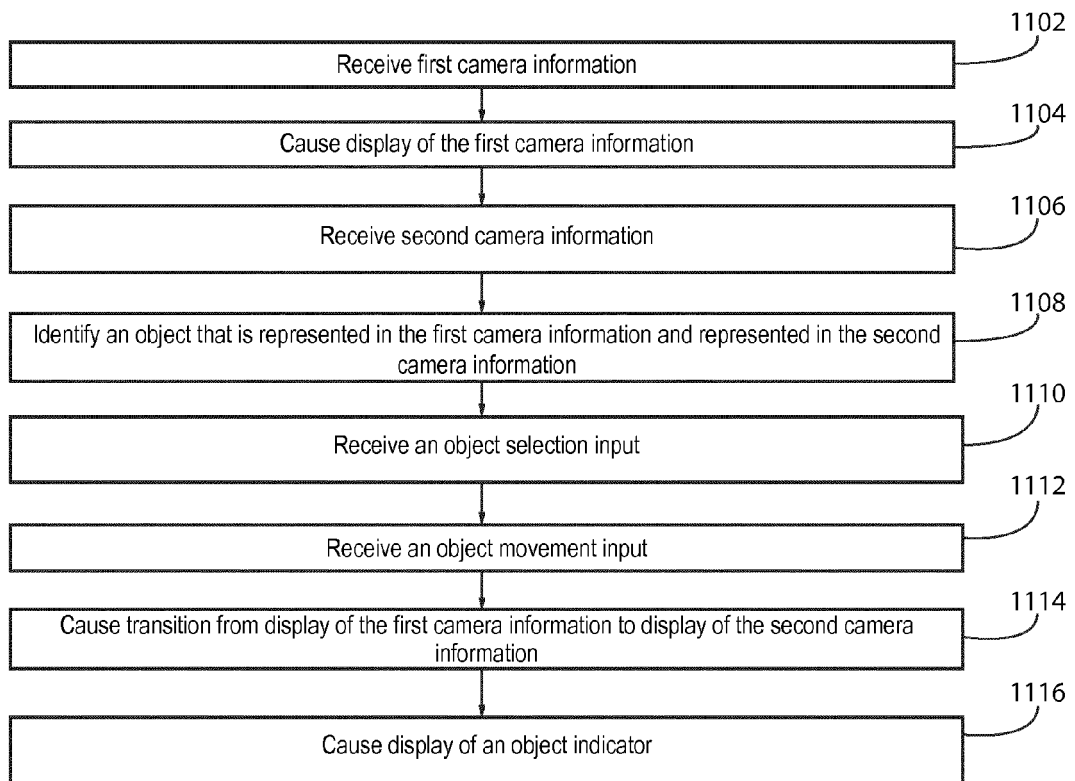 1102
Receive first camera information
1104
Cause display of the first camera information
1106
Receive second camera information
1108
Identify an object that is represented in the first camera information and represented in the second
camera information
1110
Receive an object selection input
1112
Receive an object movement input
1114
Cause transition from display of the first camera information to display of the second camera
information
1116
Cause display of an object indicator